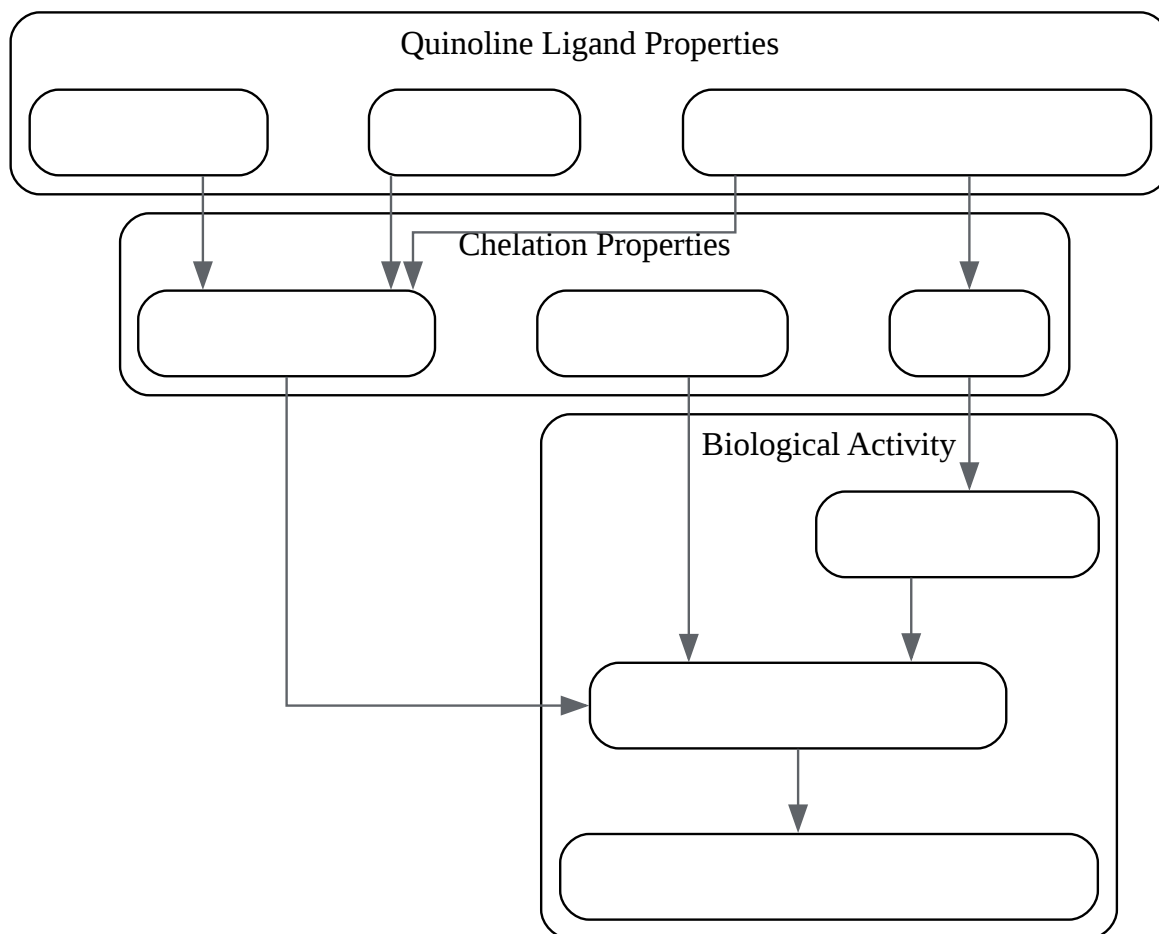 Quinoline Ligand Properties
Chelation Properties
Biological Activity